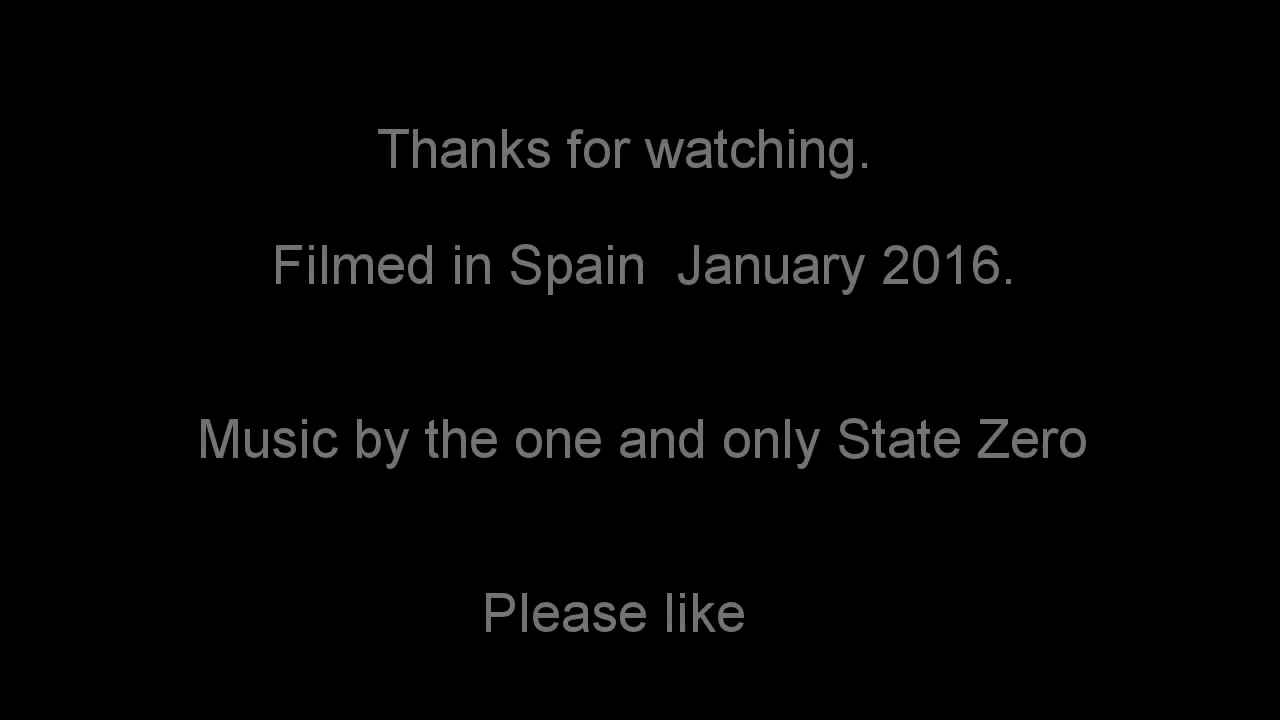 Thanks for watching.
Filmed in Spain  January 2016.
Music by the one and only State Zero
Please like